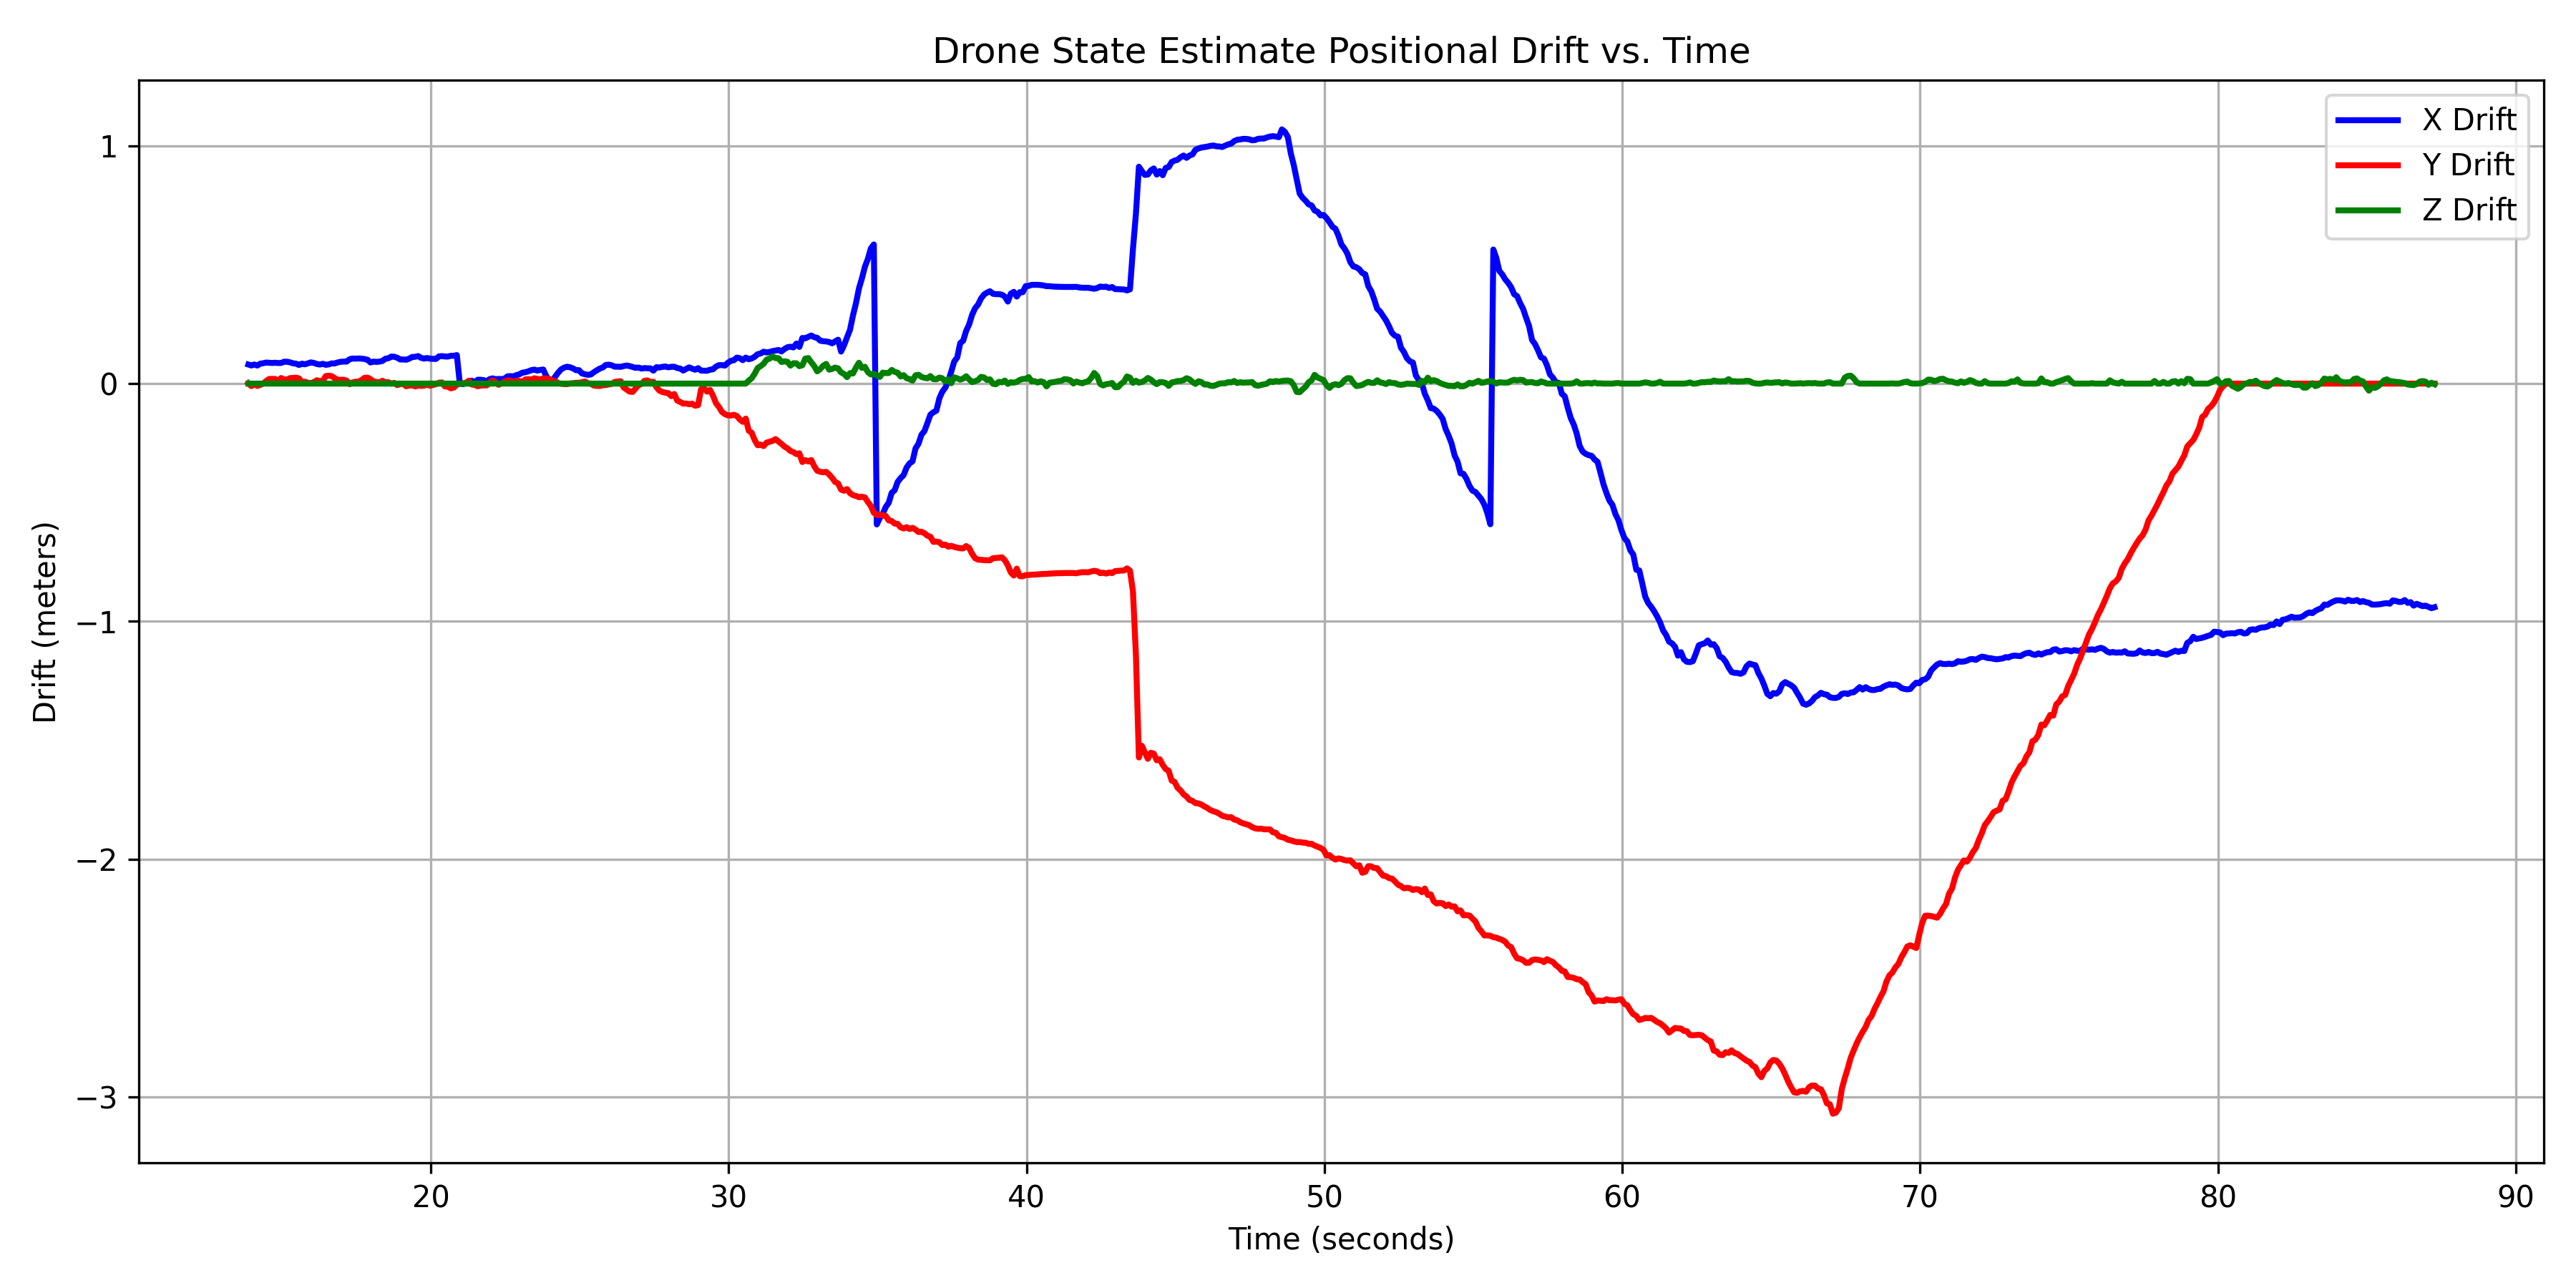 Drone State Estimate Positional Drift vs. Time
X Drift
Y Drift
Z Drift
Drift (meters)
1
0
−1
−2
−3
20 30 40 50 60 70 80 90
Time (seconds)